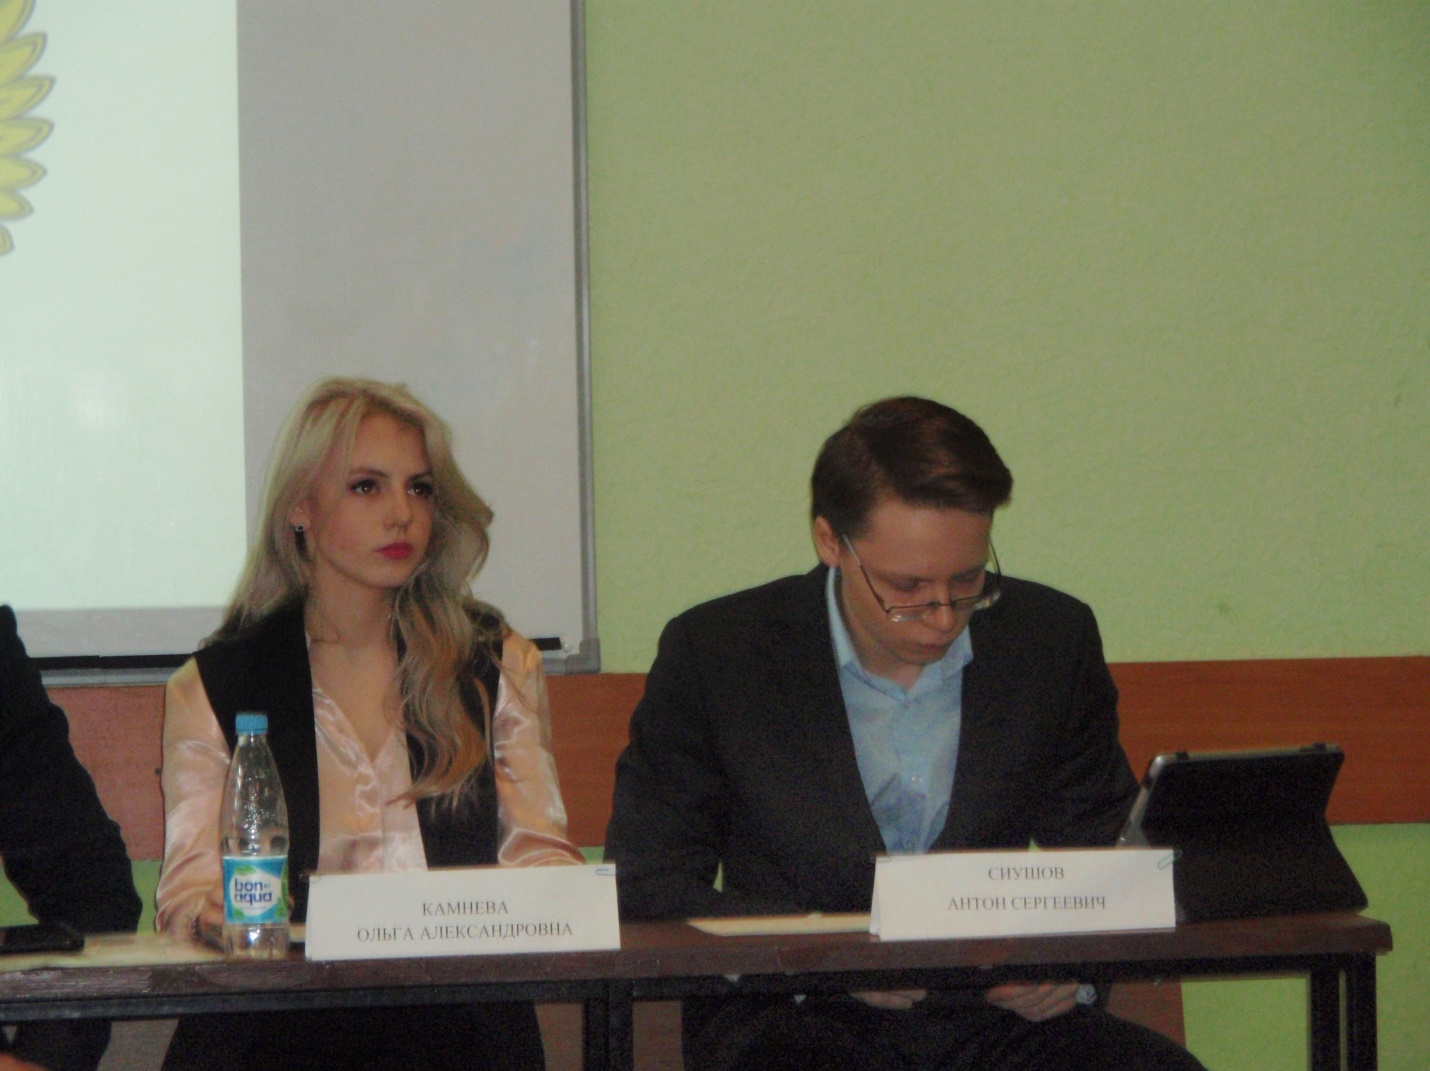 bon
aqua
КАМНЕВА
ОЛЬГА АЛЕКСАНДРОВНА
СИУШОВ
АНТОН СЕРГЕЕВИЧ